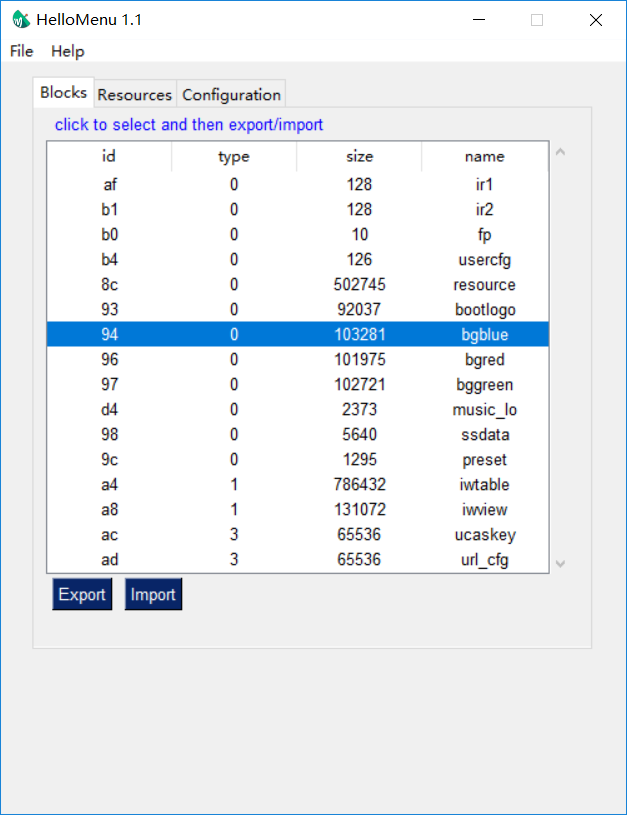 HelloMenu 1.1
File Help
Blocks Resources Configuration
click to select and then export/import
id type size name
af 0 128 ir1
b1 0 128 ir2
b0 0 10 fp
b4 0 126 usercfg
8c 0 502745 resource
93 0 92037 bootlogo
94 0 103281 bgblue
96 0 101975 bgred
97 0 102721 bggreen
d4 0 2373 music_lo
98 0 5640 ssdata
9c 0 1295 preset
a4 1 786432 iwtable
a8 1 131072 iwview
ac 3 65536 ucaskey
ad 3 65536 url_cfg
Export Import